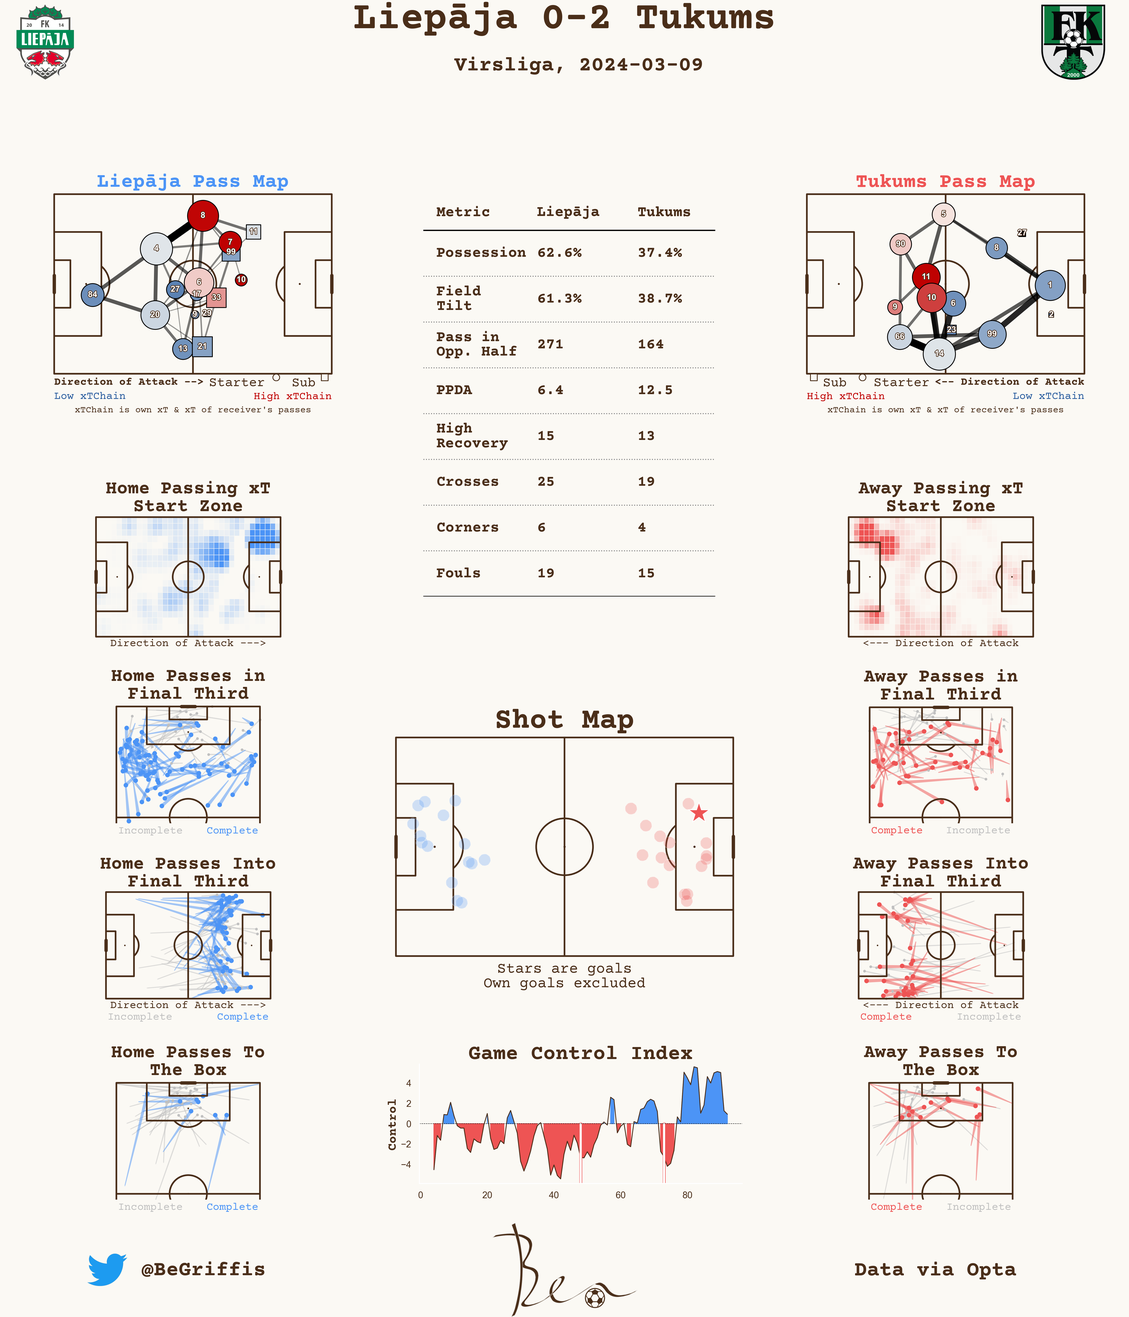 Liepāja 0-2 Tukums
Virsliga, 2024-03-09
20 FK 14
LIEPĀJA
FK
T
2000
Liepāja Pass Map
8
11
4
7
99
6
10
84
27
17
33
20
9
29
13
21
Direction of Attack --> Starter Sub
Low xTChain High xTChain
xTChain is own xT & xT of receiver's passes
Metric Liepāja Tukums
Possession 62.6% 37.4%
Field
Tilt 61.3% 38.7%
Pass in
Opp. Half 271 164
PPDA 6.4 12.5
High
Recovery 15 13
Crosses 25 19
Corners 6 4
Fouls 19 15
Tukums Pass Map
5
27
90
8
11
1
10
9
6
2
66
23
99
14
Sub Starter <-- Direction of Attack
High xTChain Low xTChain
xTChain is own xT & xT of receiver's passes
Home Passing xT
Start Zone
Direction of Attack --->
Away Passing xT
Start Zone
<--- Direction of Attack
Home Passes in
Final Third
Incomplete Complete
Away Passes in
Final Third
Complete Incomplete
Shot Map
Stars are goals
Own goals excluded
Home Passes Into
Final Third
Direction of Attack --->
Incomplete Complete
Away Passes Into
Final Third
<--- Direction of Attack
Complete Incomplete
Home Passes To
The Box
Incomplete Complete
Game Control Index
Control
4
2
0
−2
−4
0 20 40 60 80
Away Passes To
The Box
Complete Incomplete
@BeGriffis
Bea
Data via Opta